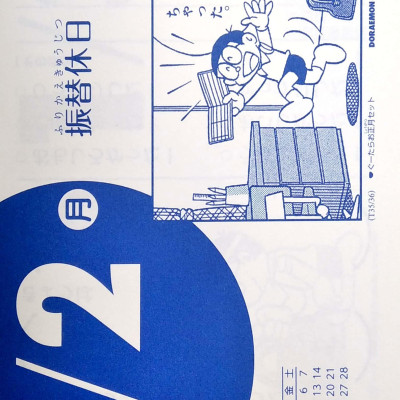 ふりかえきゅうじつ
振替休日
/2
月
ちゃった。
DORAEMON
♥ぐーたらお正月セット
(T35/36)
金 土
6 7
13 14
20 21
27 28